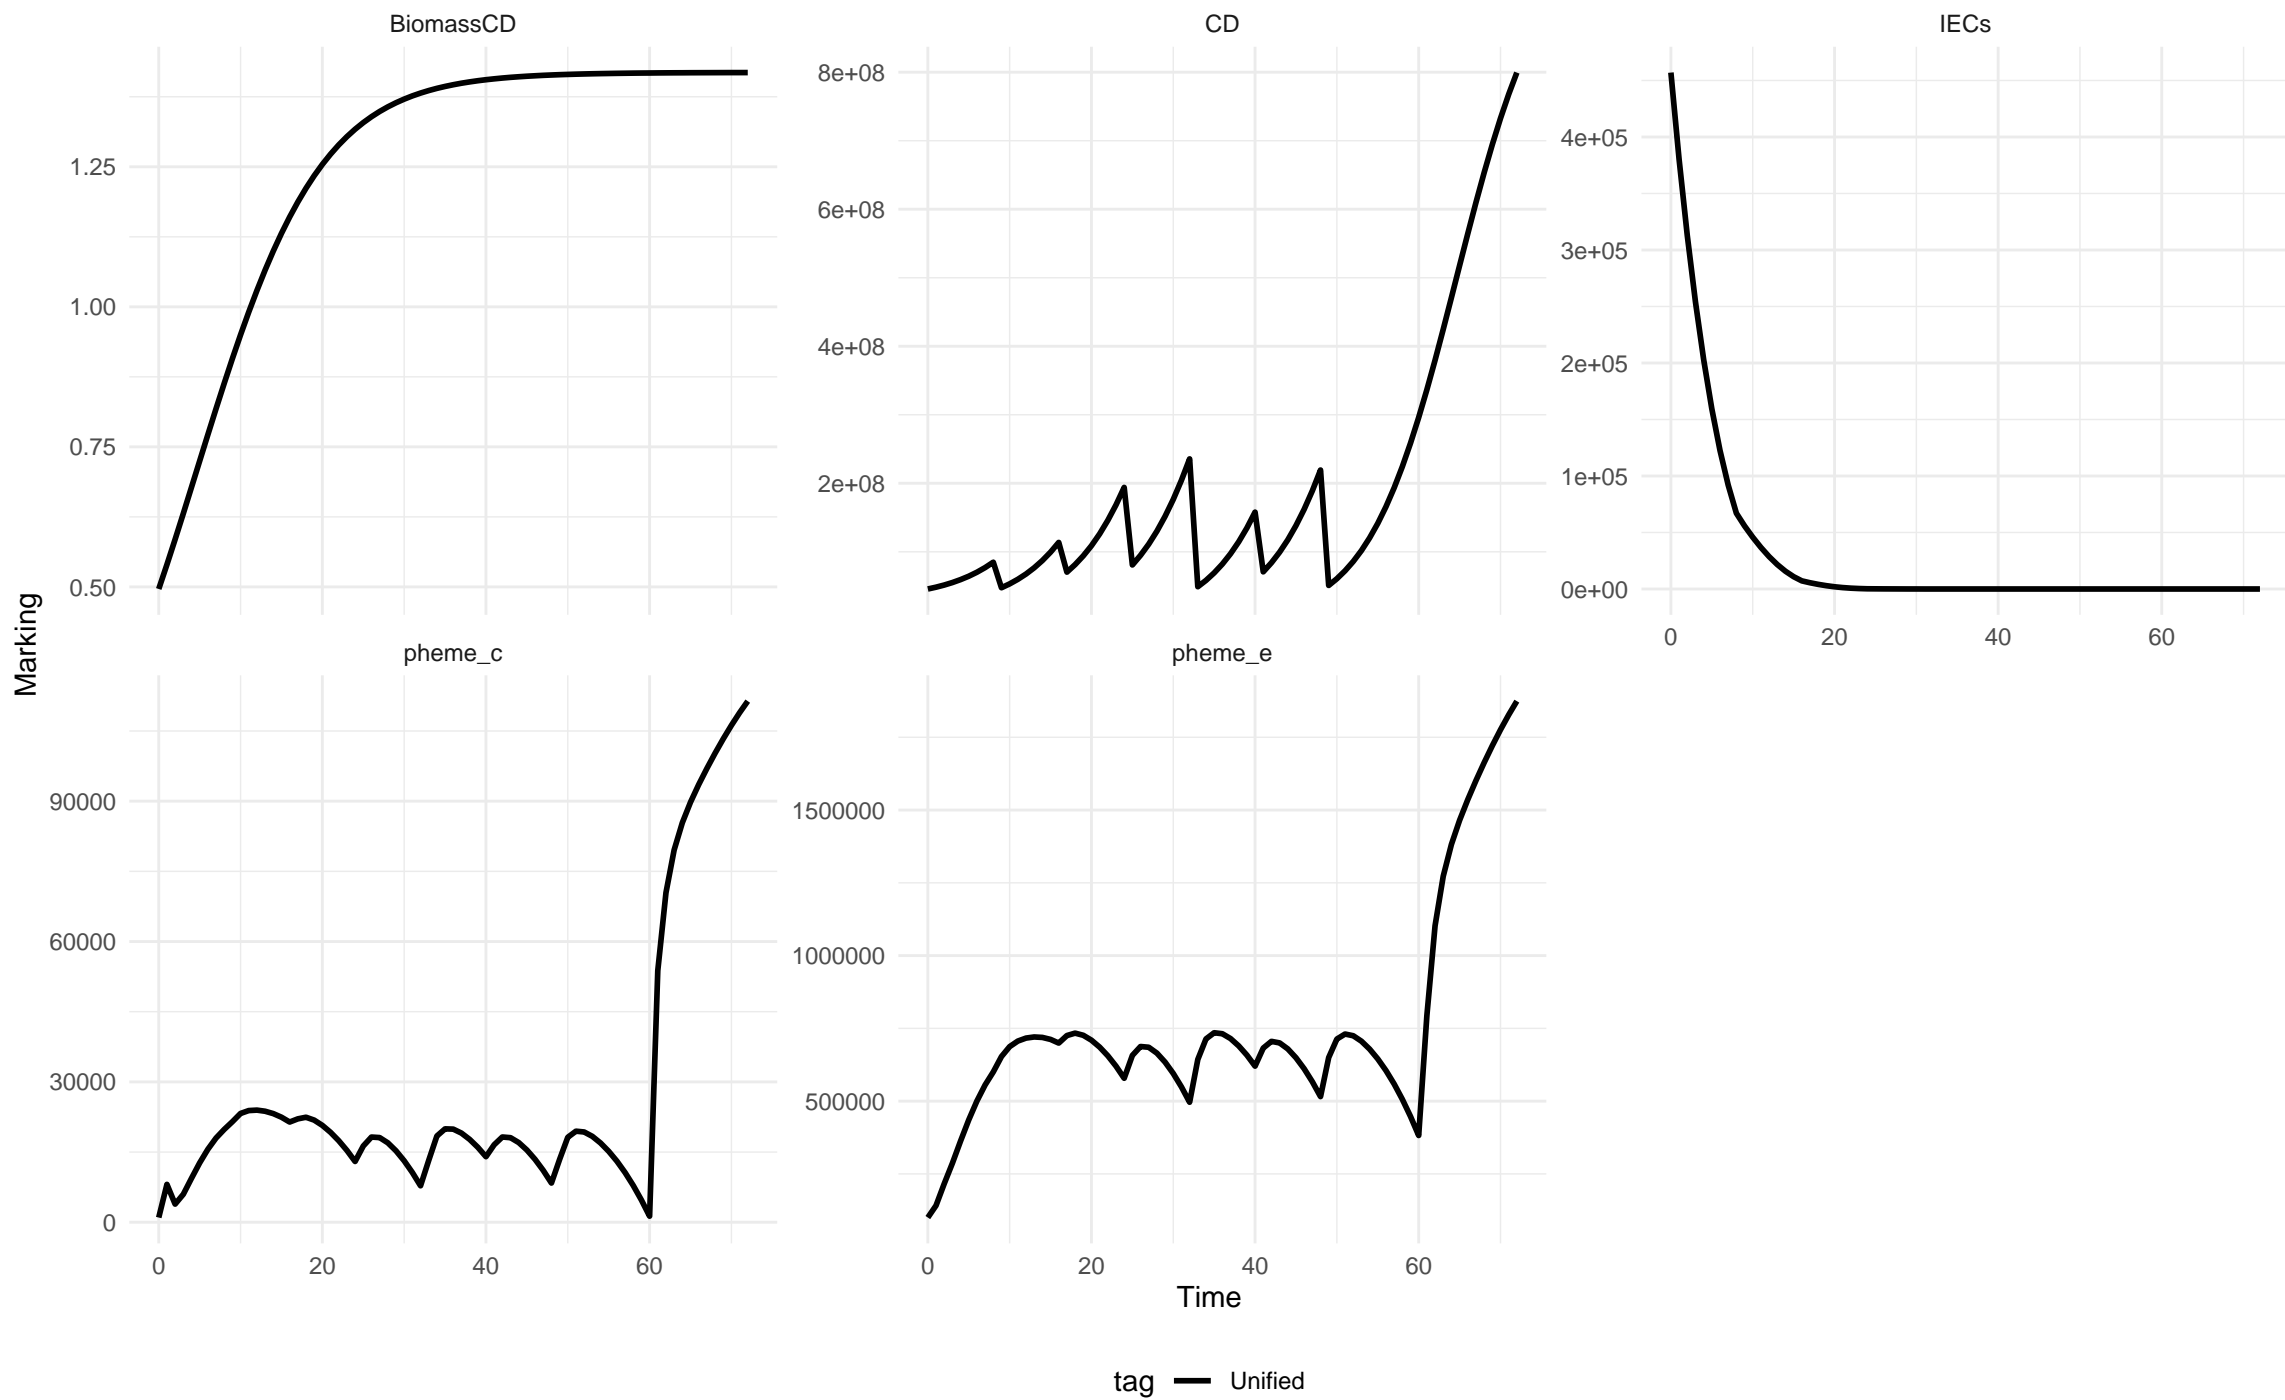 BiomassCD
CD
IECs
1.25
1.00
0.75
0.50
8e+08
6e+08
4e+08
2e+08
4e+05
3e+05
2e+05
1e+05
0e+00
0 20 40 60
Marking
pheme_c
pheme_e
90000
60000
30000
0
1500000
1000000
500000
0 20 40 60
0 20 40 60
Time
tag Unified